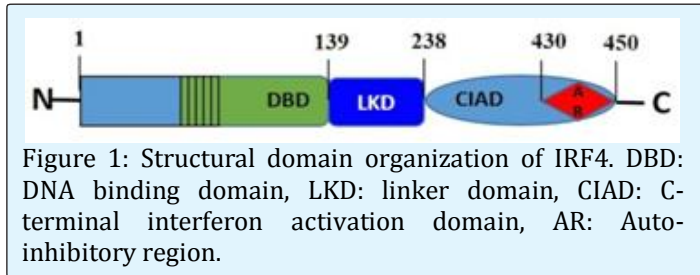 1 139 238 430 450
N DBD LKD CIAD A R C
Figure 1: Structural domain organization of IRF4. DBD:
DNA binding domain, LKD: linker domain, CIAD: C-
terminal interferon activation domain, AR: Auto-
inhibitory region.